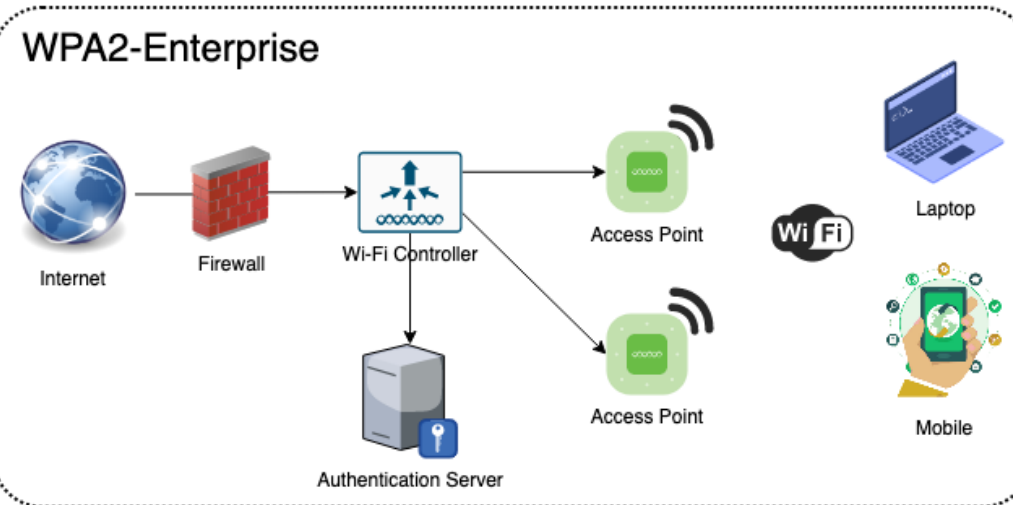 WPA2-Enterprise
Internet
Firewall
Wi-Fi Controller
Authentication Server
Access Point
Access Point
Wi Fi
Laptop
Mobile